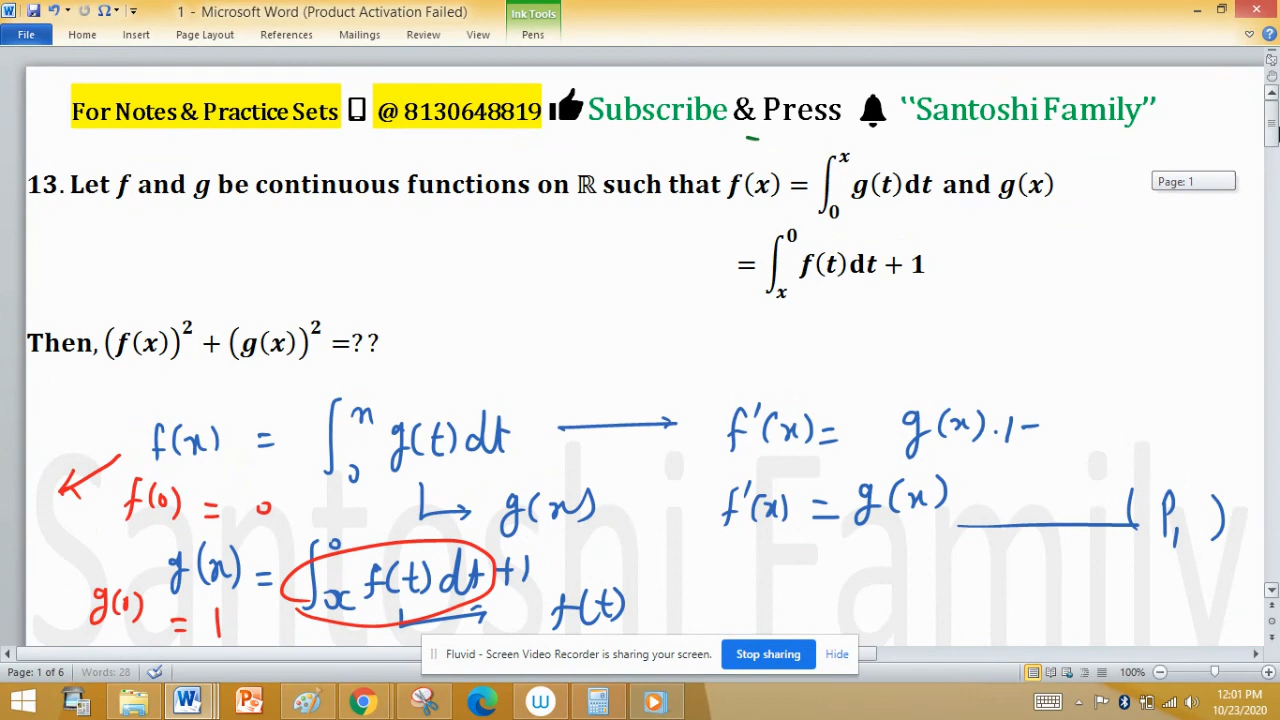 1 - Microsoft Word (Product Activation Failed)
Ink Tools
File Home Insert Page Layout References Mailings Review View Pens
For Notes & Practice Sets @ 8130648819 Subscribe & Press "Santoshi Family"
13. Let f and g be continuous functions on ℝ such that f(x) = ∫₀ˣ g(t)dt and g(x)
= ∫ₓ⁰ f(t)dt + 1
Page: 1
Then, (f(x))² + (g(x))² =??
f(x) = ∫₀ˣ g(t) dt → f'(x) = g(x).1 -
f(0) = 0 ↳ g(x) f'(x) = g(x) ____ (P₁)
g(x) = ∫ₓ⁰ f(t) dt + 1
g(0) = 1 f(t)
Santoshi Family
Fluvid - Screen Video Recorder is sharing your screen. Stop sharing Hide
Page: 1 of 6 Words: 28 100%
12:01 PM
10/23/2020